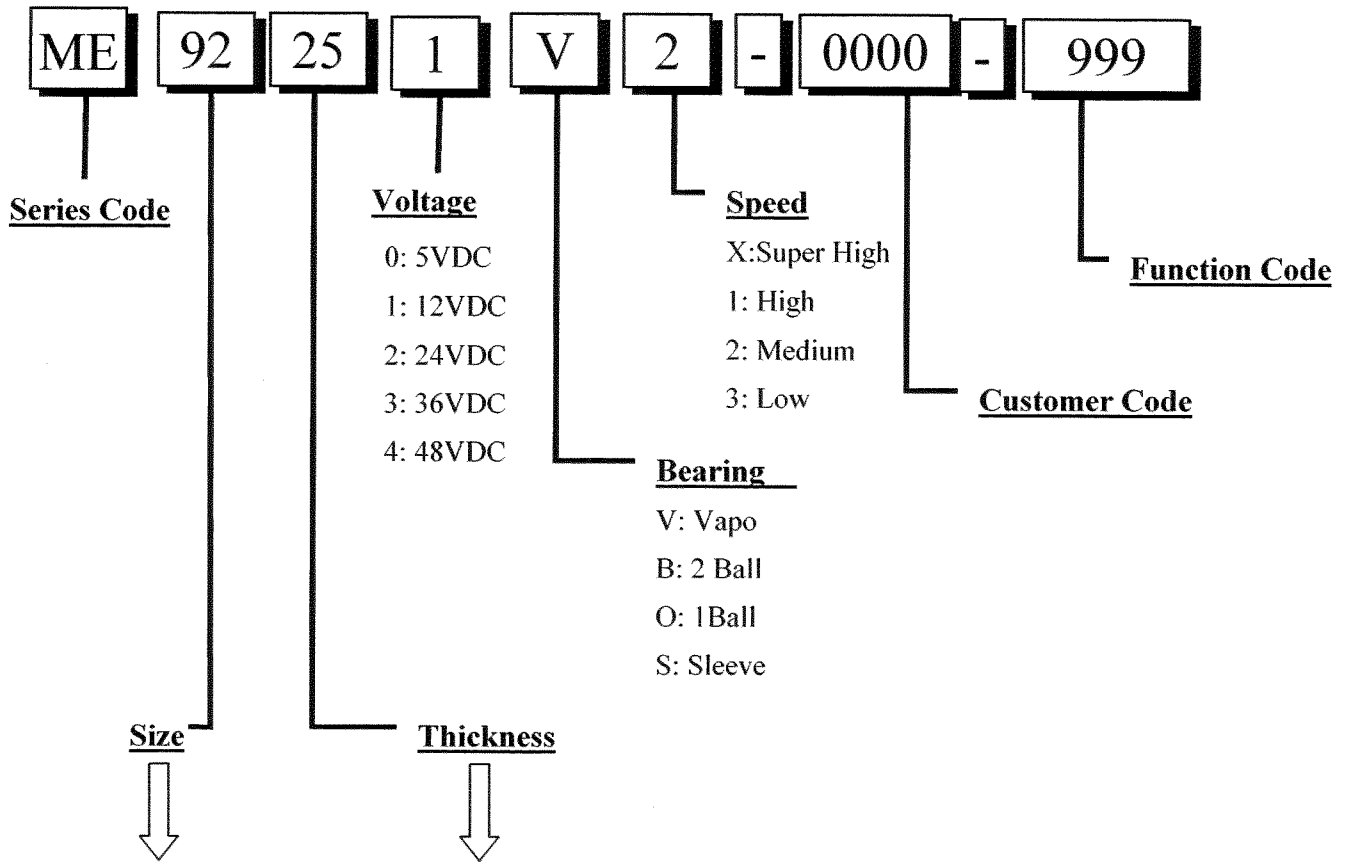 ME 92 25 1 V 2 - 0000 - 999
Series Code
Voltage
0: 5VDC
1: 12VDC
2: 24VDC
3: 36VDC
4: 48VDC
Speed
X:Super High
1: High
2: Medium
3: Low
Function Code
Customer Code
Bearing
V: Vapo
B: 2 Ball
O: 1Ball
S: Sleeve
Size
Thickness